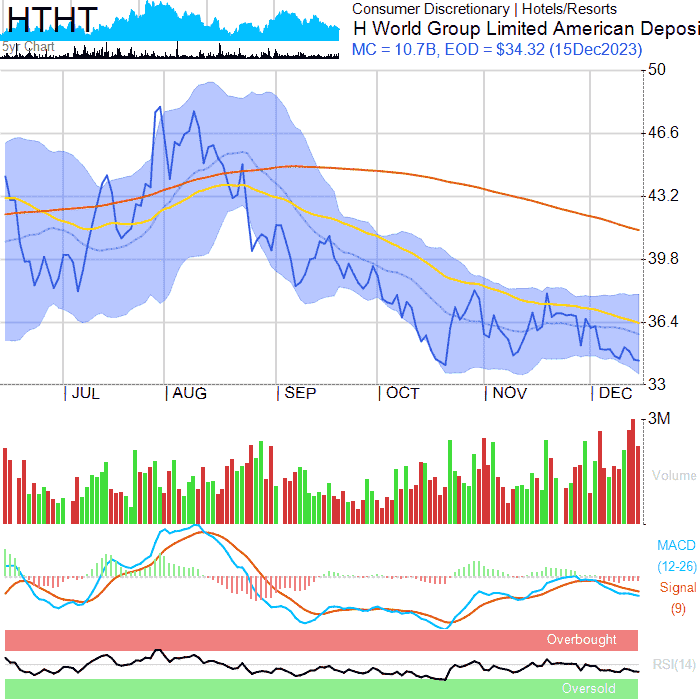 HTHT
5yr Chart
Consumer Discretionary | Hotels/Resorts
H World Group Limited American Deposi
MC = 10.7B, EOD = $34.32 (15Dec2023)
50
46.6
43.2
39.8
36.4
33
JUL AUG SEP OCT NOV DEC
3M
Volume
MACD
(12-26)
Signal
(9)
Overbought
RSI(14)
Oversold